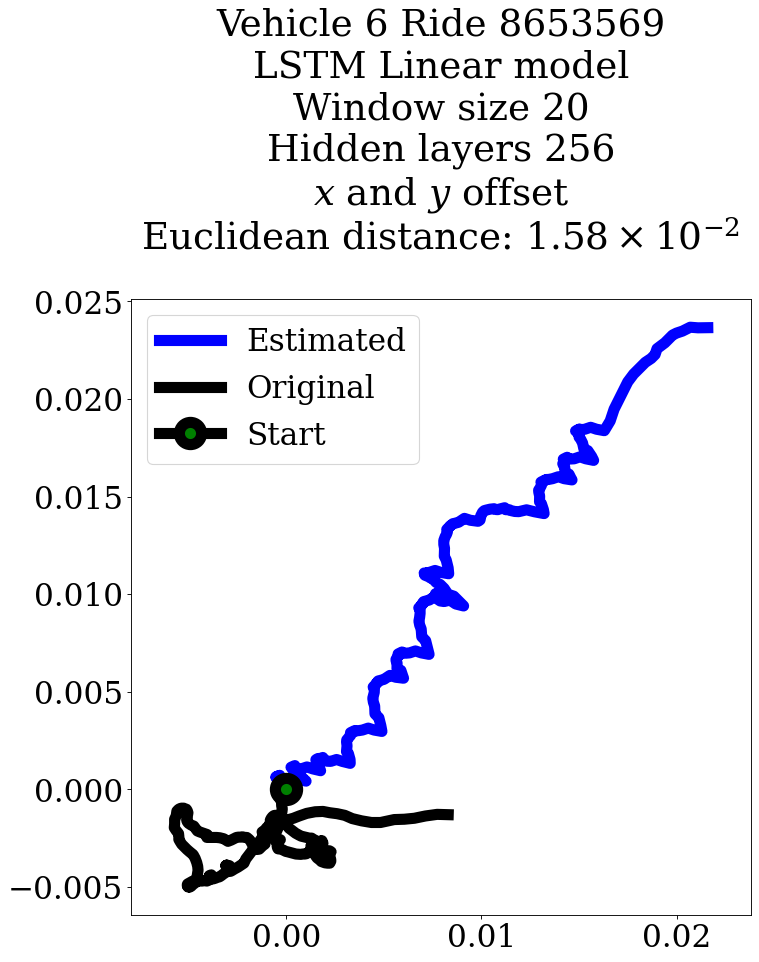 Vehicle 6 Ride 8653569
LSTM Linear model
Window size 20
Hidden layers 256
x and y offset
Euclidean distance: 1.58 × 10⁻²
0.025
0.020
0.015
0.010
0.005
0.000
−0.005
Estimated
Original
Start
0.00 0.01 0.02